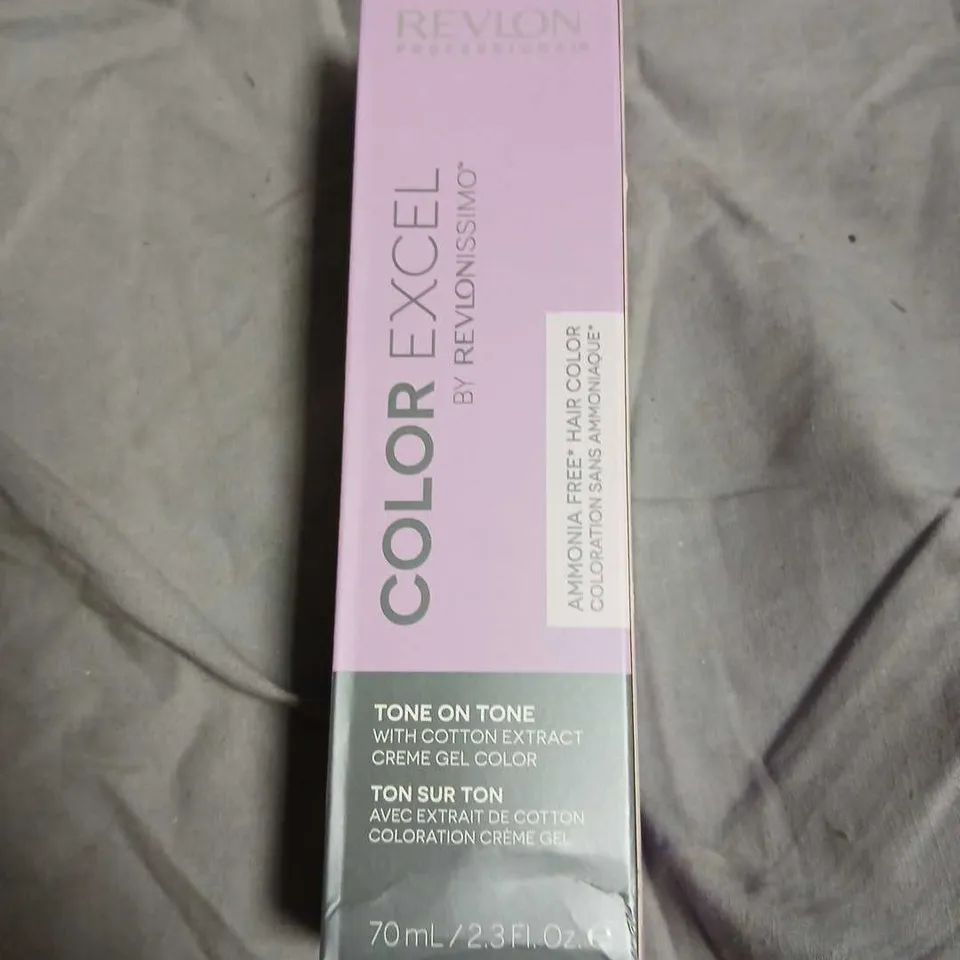 REVLON
PROFESSIONAL®
COLOR EXCEL
BY REVLONISSIMO™
AMMONIA FREE* HAIR COLOR
COLORATION SANS AMMONIAQUE*
TONE ON TONE
WITH COTTON EXTRACT
CREME GEL COLOR
TON SUR TON
AVEC EXTRAIT DE COTTON
COLORATION CRÈME GEL
70 mL / 2.3 Fl. Oz. ℮